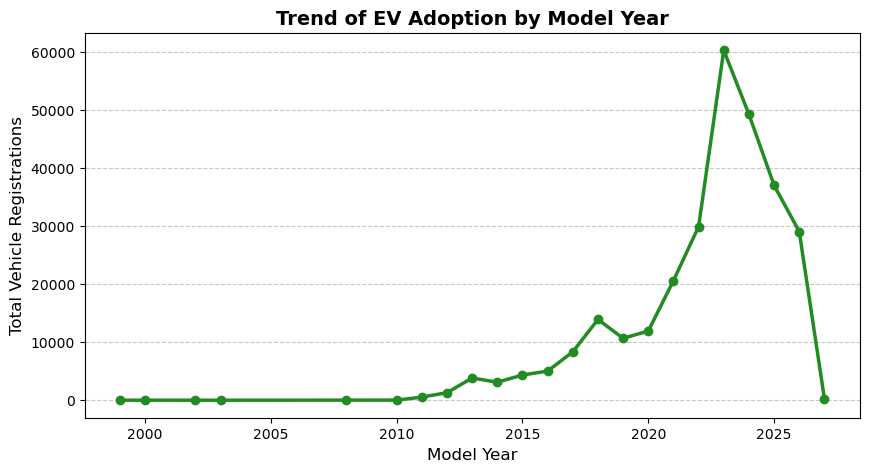 Trend of EV Adoption by Model Year
Total Vehicle Registrations
60000
50000
40000
30000
20000
10000
0
2000 2005 2010 2015 2020 2025
Model Year